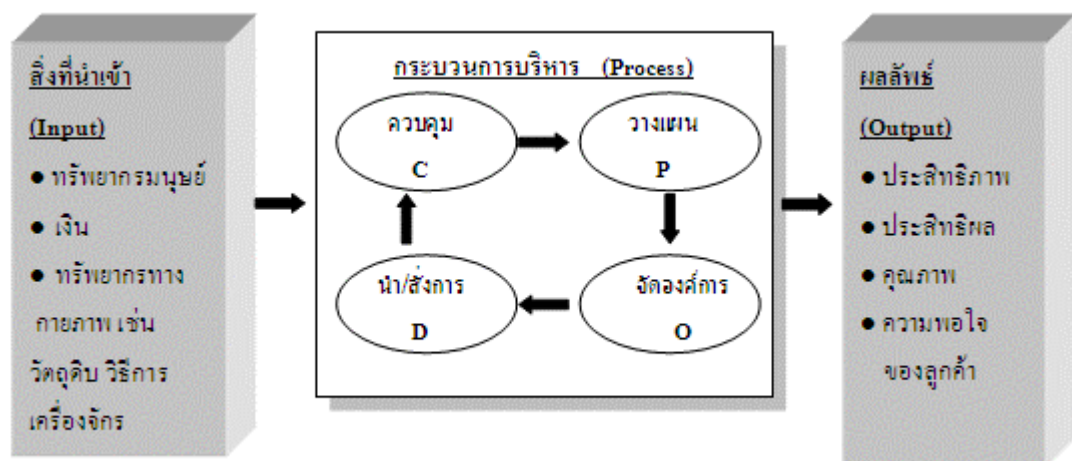 สิ่งที่นำเข้า
(Input)
● ทรัพยากรมนุษย์
● เงิน
● ทรัพยากรทาง
กายภาพ เช่น
วัตถุดิบ วิธีการ
เครื่องจักร
กระบวนการบริหาร (Process)
ควบคุม
C
วางแผน
P
นำ/สั่งการ
D
จัดองค์การ
O
ผลลัพธ์
(Output)
● ประสิทธิภาพ
● ประสิทธิผล
● คุณภาพ
● ความพอใจ
ของลูกค้า